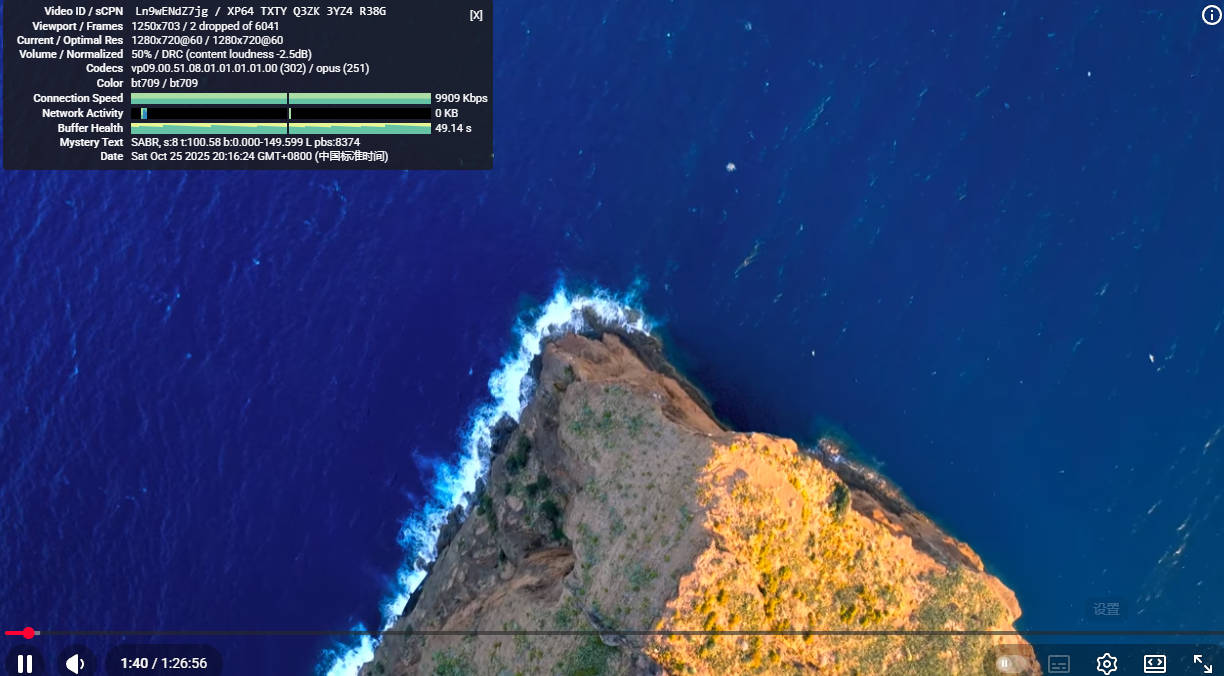 Video ID / sCPN Ln9wENdZ7jg / XP64 TXTY Q3ZK 3YZ4 R38G
[X]
Viewport / Frames 1250x703 / 2 dropped of 6041
Current / Optimal Res 1280x720@60 / 1280x720@60
Volume / Normalized 50% / DRC (content loudness -2.5dB)
Codecs vp09.00.51.08.01.01.01.01.00 (302) / opus (251)
Color bt709 / bt709
Connection Speed 9909 Kbps
Network Activity 0 KB
Buffer Health 49.14 s
Mystery Text SABR, s:8 t:100.58 b:0.000-149.599 L pbs:8374
Date Sat Oct 25 2025 20:16:24 GMT+0800 (中国标准时间)
设置
1:40 / 1:26:56